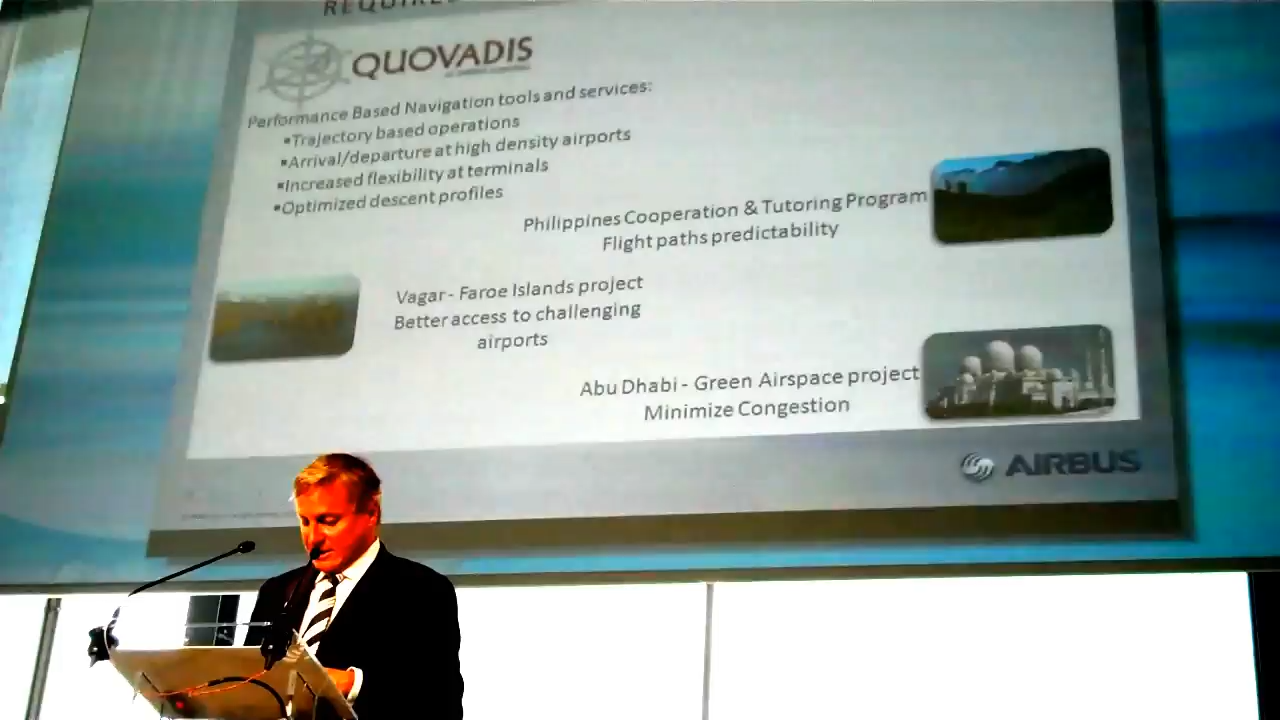 QUOVADIS
Performance Based Navigation tools and services:
▪Trajectory based operations
▪Arrival/departure at high density airports
▪Increased flexibility at terminals
▪Optimized descent profiles
Philippines Cooperation & Tutoring Program
Flight paths predictability
Vagar - Faroe Islands project
Better access to challenging
airports
Abu Dhabi - Green Airspace project
Minimize Congestion
AIRBUS